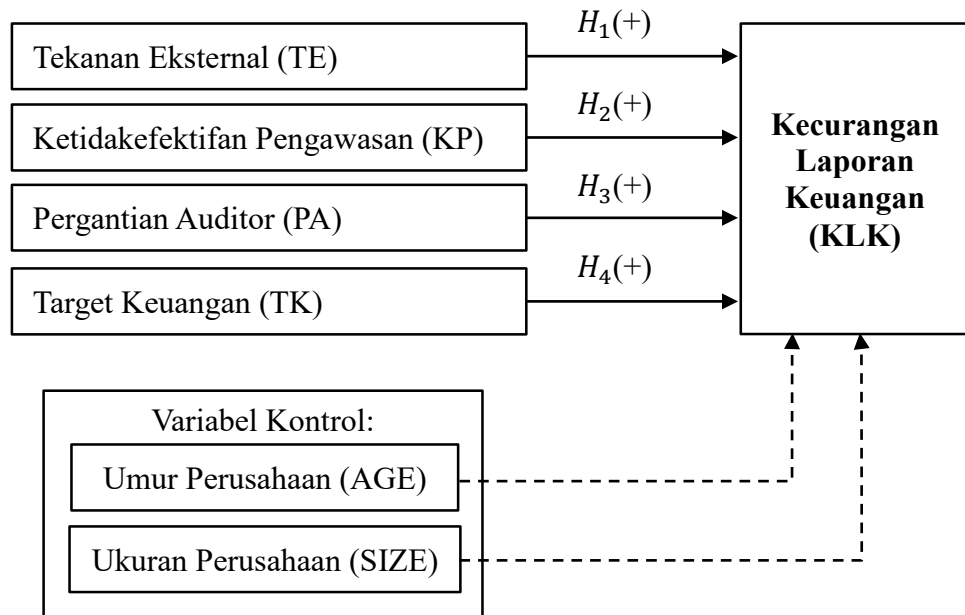 Tekanan Eksternal (TE)
H₁(+)
Ketidakefektifan Pengawasan (KP)
H₂(+)
Pergantian Auditor (PA)
H₃(+)
Target Keuangan (TK)
H₄(+)
Kecurangan
Laporan
Keuangan
(KLK)
Variabel Kontrol:
Umur Perusahaan (AGE)
Ukuran Perusahaan (SIZE)